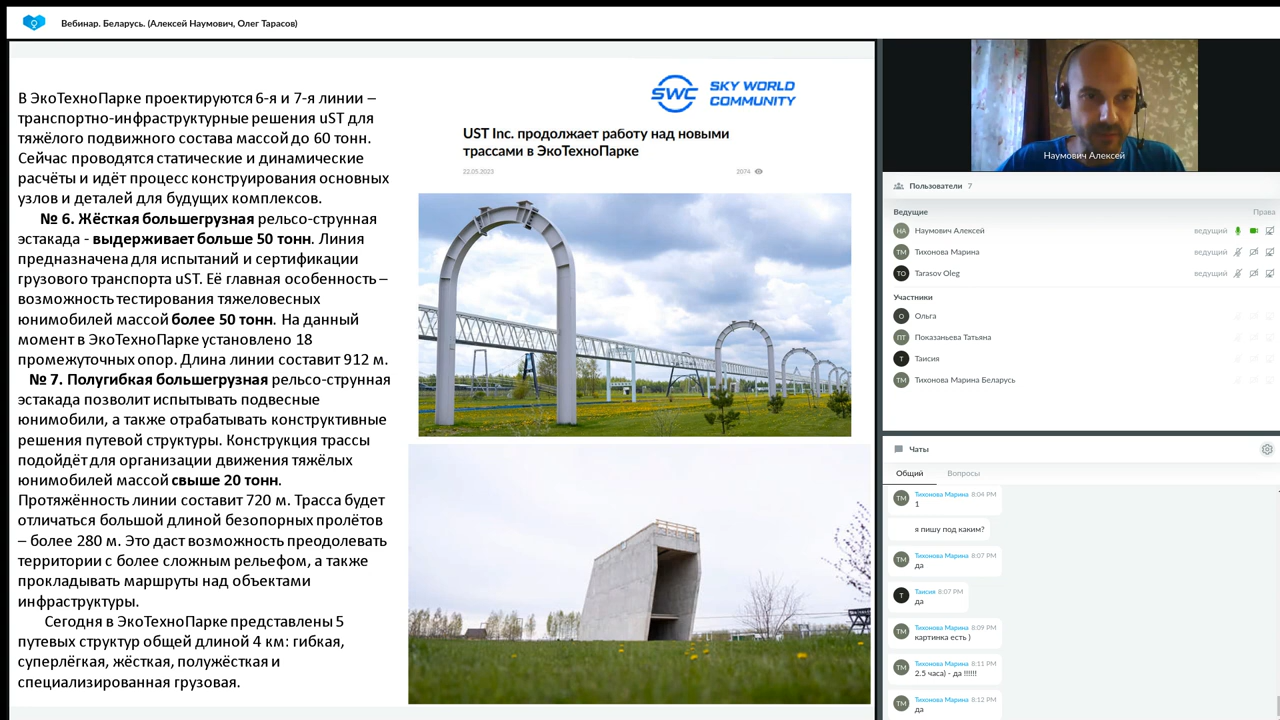 Вебинар. Беларусь. (Алексей Наумович, Олег Тарасов)
В ЭкоТехноПарке проектируются 6-я и 7-я линии –
транспортно-инфраструктурные решения uST для
тяжёлого подвижного состава массой до 60 тонн.
Сейчас проводятся статические и динамические
расчёты и идёт процесс конструирования основных
узлов и деталей для будущих комплексов.
№ 6. Жёсткая большегрузная рельсо-струнная
эстакада - выдерживает больше 50 тонн. Линия
предназначена для испытаний и сертификации
грузового транспорта uST. Её главная особенность –
возможность тестирования тяжеловесных
юнимобилей массой более 50 тонн. На данный
момент в ЭкоТехноПарке установлено 18
промежуточных опор. Длина линии составит 912 м.
№ 7. Полугибкая большегрузная рельсо-струнная
эстакада позволит испытывать подвесные
юнимобили, а также отрабатывать конструктивные
решения путевой структуры. Конструкция трассы
подойдёт для организации движения тяжёлых
юнимобилей массой свыше 20 тонн.
Протяжённость линии составит 720 м. Трасса будет
отличаться большой длиной безопорных пролётов
– более 280 м. Это даст возможность преодолевать
территории с более сложным рельефом, а также
прокладывать маршруты над объектами
инфраструктуры.
Сегодня в ЭкоТехноПарке представлены 5
путевых структур общей длиной 4 км: гибкая,
суперлёгкая, жёсткая, полужёсткая и
специализированная грузовая.
SWC SKY WORLD
COMMUNITY
UST Inc. продолжает работу над новыми
трассами в ЭкоТехноПарке
22.05.2023 2074
Наумович Алексей
Пользователи 7
Ведущие Права
НА Наумович Алексей ведущий
ТМ Тихонова Марина ведущий
TO Tarasov Oleg ведущий
Участники
О Ольга
ПТ Показаньева Татьяна
Т Таисия
ТМ Тихонова Марина Беларусь
Чаты
Общий Вопросы
ТМ Тихонова Марина 8:04 PM
1
я пишу под каким?
ТМ Тихонова Марина 8:07 PM
да
Т Таисия 8:07 PM
да
ТМ Тихонова Марина 8:09 PM
картинка есть )
ТМ Тихонова Марина 8:11 PM
2.5 часа) - да !!!!!!
ТМ Тихонова Марина 8:12 PM
да